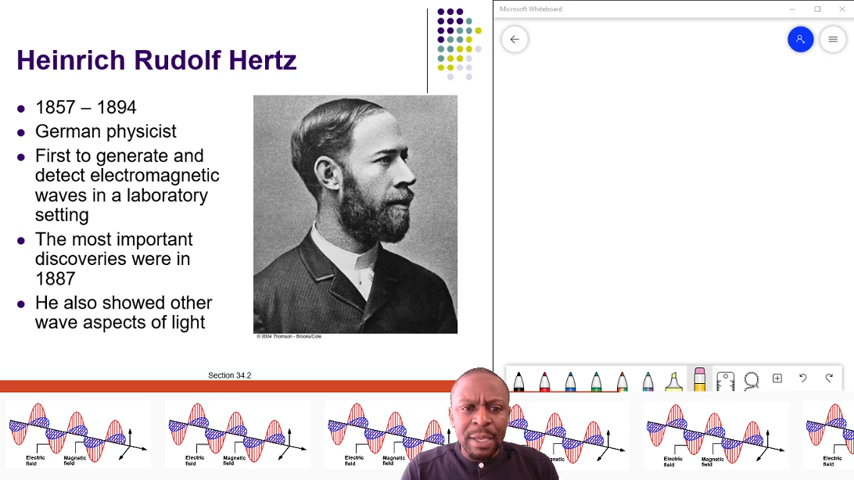 Microsoft Whiteboard
Heinrich Rudolf Hertz
1857 – 1894
German physicist
First to generate and
detect electromagnetic
waves in a laboratory
setting
The most important
discoveries were in
1887
He also showed other
wave aspects of light
© 2004 Thomson - Brooks/Cole
Section 34.2
Electric
field
Magnetic
field
Electric
field
Magnetic
field
Electric
field
Magnetic
field
Magnetic
field
Electric
field
Magnetic
field
Electric
field